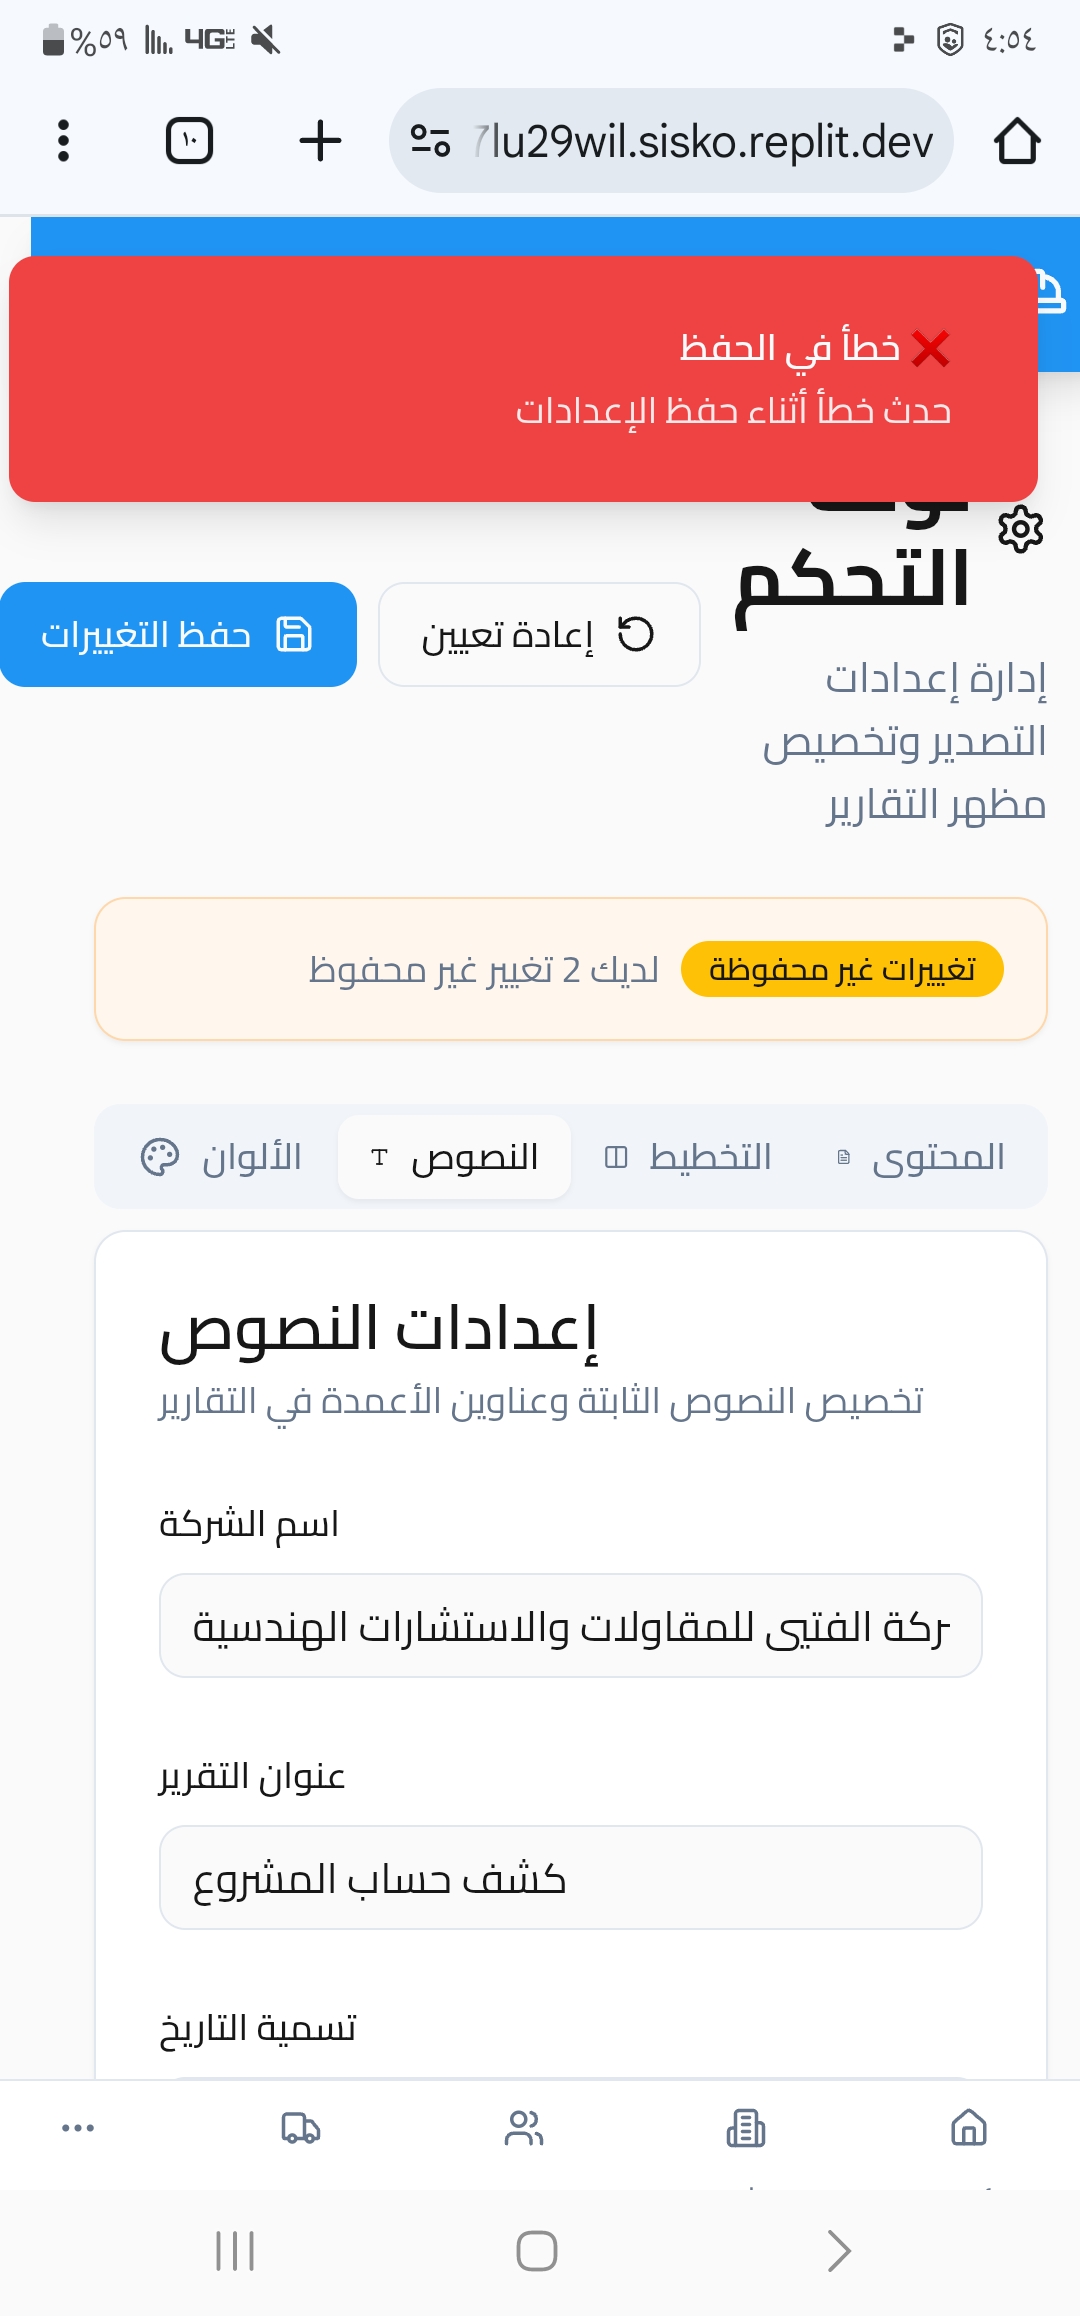 %٥٩
4G LTE
٤:٥٤
١٠
7lu29wil.sisko.replit.dev
❌ خطأ في الحفظ
حدث خطأ أثناء حفظ الإعدادات
التحكم
إدارة إعدادات
التصدير وتخصيص
مظهر التقارير
إعادة تعيين
حفظ التغييرات
تغييرات غير محفوظة
لديك 2 تغيير غير محفوظ
المحتوى
التخطيط
النصوص
الألوان
إعدادات النصوص
تخصيص النصوص الثابتة وعناوين الأعمدة في التقارير
اسم الشركة
ركة الفتيي للمقاولات والاستشارات الهندسية
عنوان التقرير
كشف حساب المشروع
تسمية التاريخ